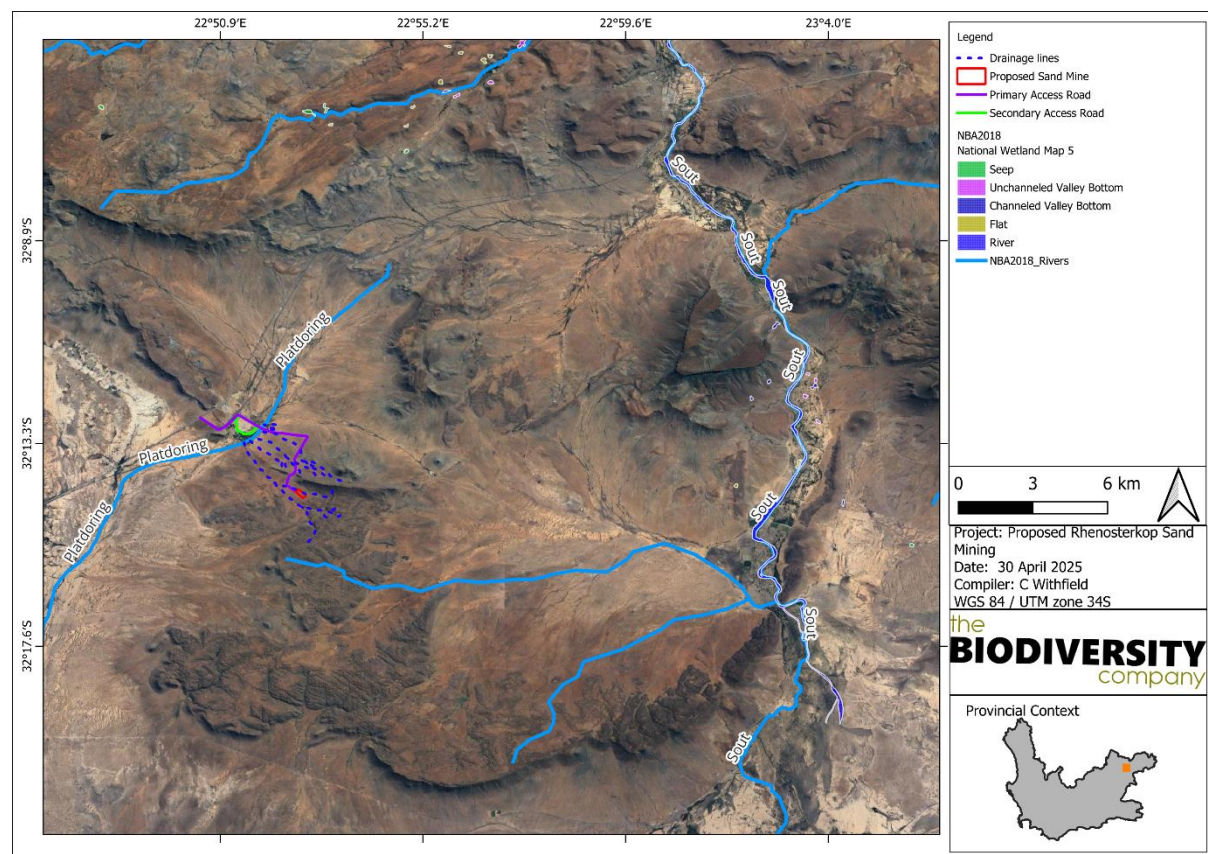 22°50.9'E
22°55.2'E
22°59.6'E
23°4.0'E
32°8.9'S
32°13.3'S
32°17.6'S
Sout
Sout
Sout
Sout
Sout
Sout
Sout
Platdoring
Platdoring
Platdoring
Legend
Drainage lines
Proposed Sand Mine
Primary Access Road
Secondary Access Road
NBA2018
National Wetland Map 5
Seep
Unchanneled Valley Bottom
Channeled Valley Bottom
Flat
River
NBA2018_Rivers
0 3 6 km
Project: Proposed Rhenosterkop Sand
Mining
Date: 30 April 2025
Compiler: C Withfield
WGS 84 / UTM zone 34S
the
BIODIVERSITY
company
Provincial Context